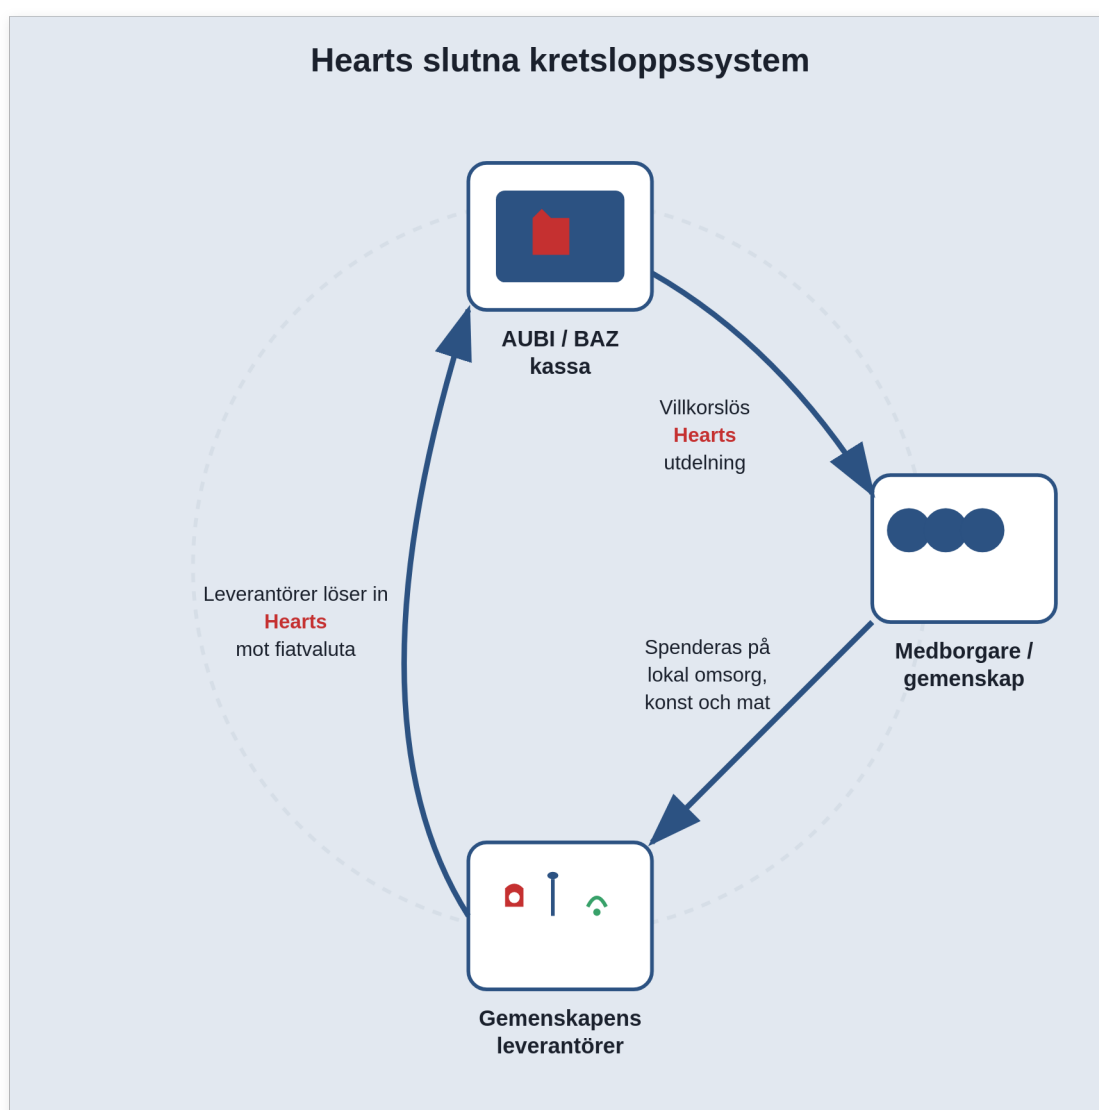 Hearts slutna kretsloppssystem
AUBI / BAZ
kassa
Villkorslös
Hearts
utdelning
Leverantörer löser in
Hearts
mot fiatvaluta
Spenderas på
lokal omsorg,
konst och mat
Medborgare /
gemenskap
Gemenskapens
leverantörer